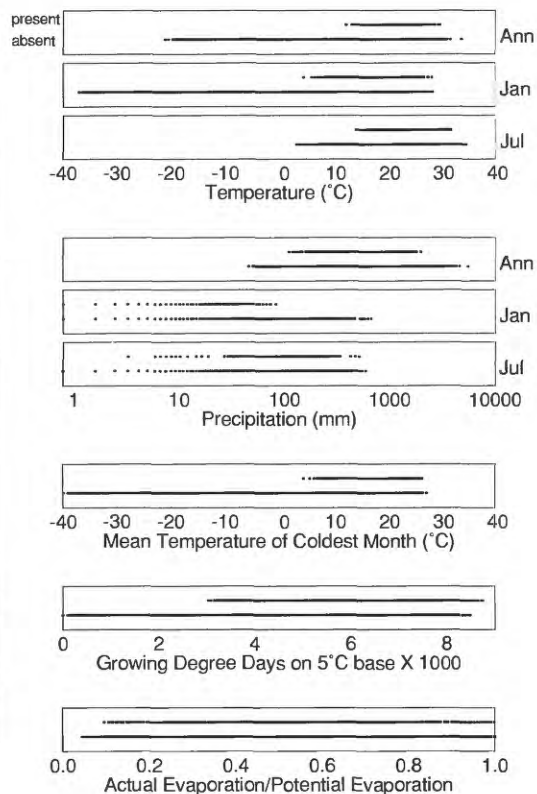 present
absent
Ann
Jan
Jul
-40 -30 -20 -10 0 10 20 30 40
Temperature (˚C)
Ann
Jan
Jul
1 10 100 1000 10000
Precipitation (mm)
-40 -30 -20 -10 0 10 20 30 40
Mean Temperature of Coldest Month (˚C)
0 2 4 6 8
Growing Degree Days on 5˚C base X 1000
0.0 0.2 0.4 0.6 0.8 1.0
Actual Evaporation/Potential Evaporation